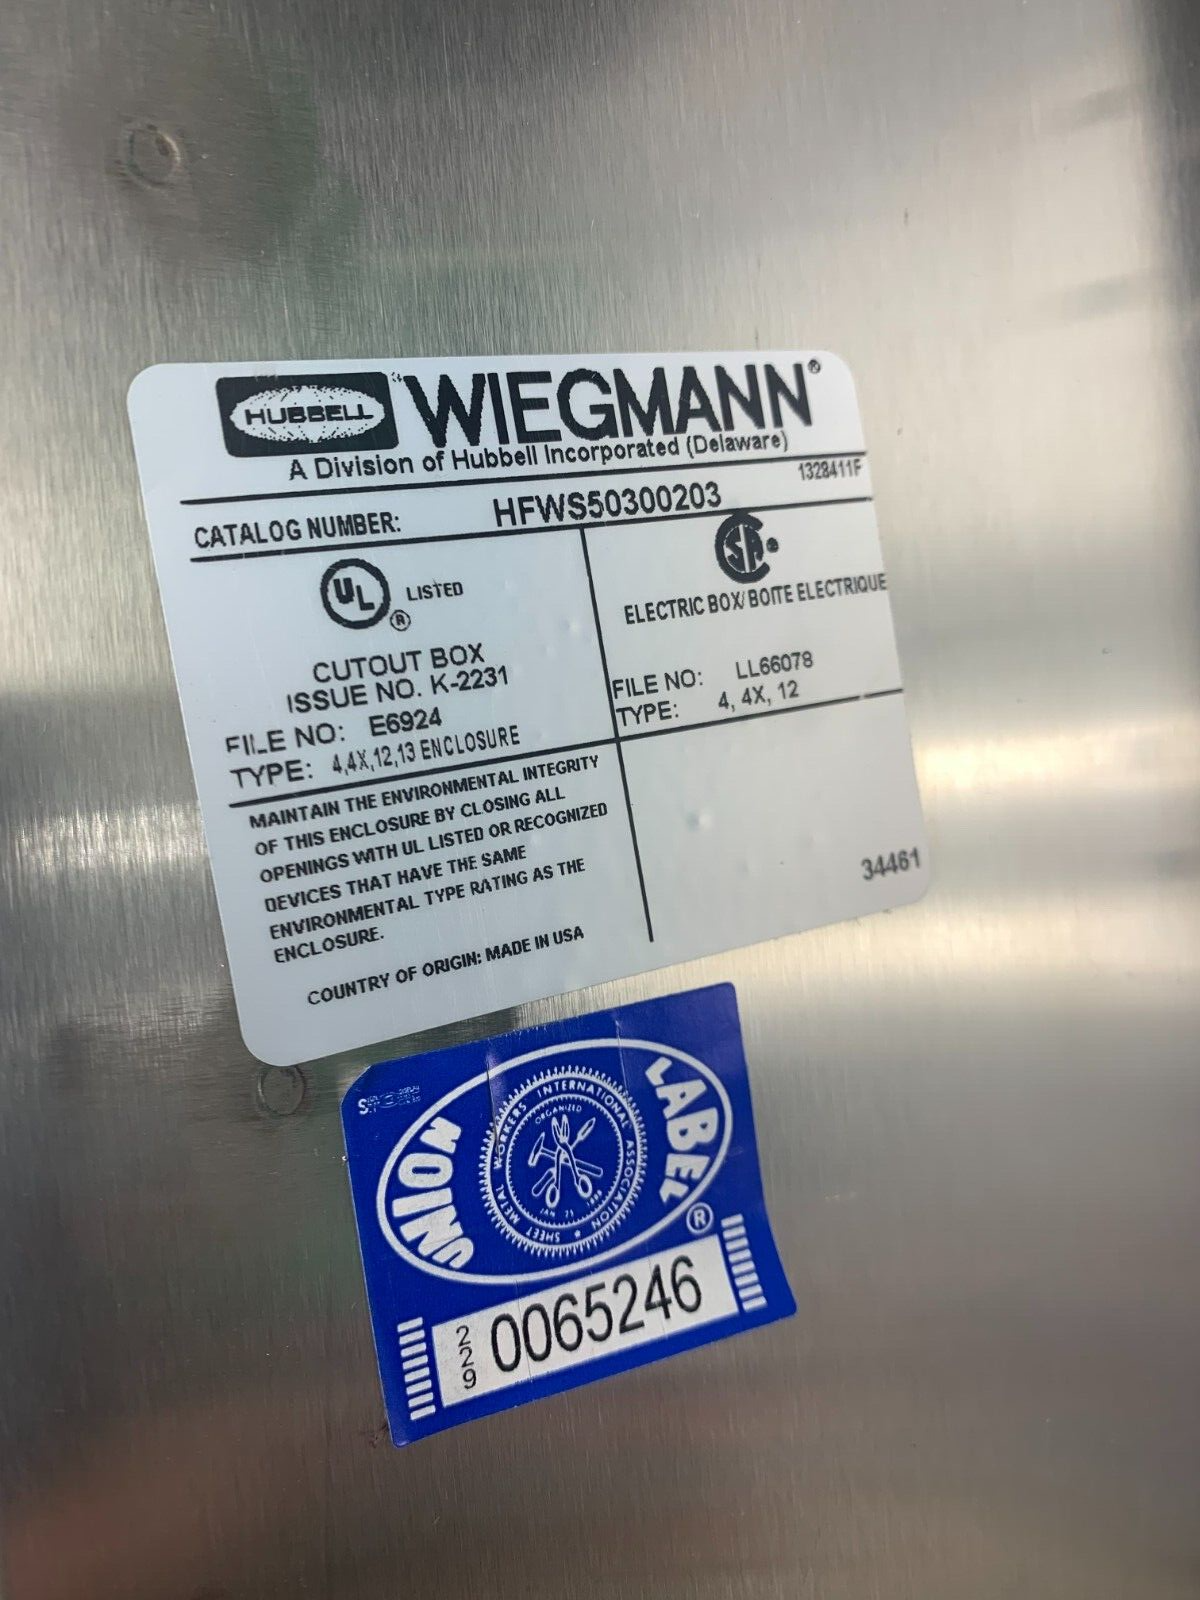 HUBBELL WIEGMANN®
A Division of Hubbell Incorporated (Delaware)
1328411F
CATALOG NUMBER: HFWS50300203
UL LISTED
®
CUTOUT BOX
ISSUE NO. K-2231
FILE NO: E6924
TYPE: 4,4X,12,13 ENCLOSURE
SA ®
ELECTRIC BOX/BOITE ELECTRIQUE
FILE NO: LL66078
TYPE: 4, 4X, 12
MAINTAIN THE ENVIRONMENTAL INTEGRITY
OF THIS ENCLOSURE BY CLOSING ALL
OPENINGS WITH UL LISTED OR RECOGNIZED
DEVICES THAT HAVE THE SAME
ENVIRONMENTAL TYPE RATING AS THE
ENCLOSURE.
COUNTRY OF ORIGIN: MADE IN USA
34461
UNION LABEL®
SHEET METAL WORKERS INTERNATIONAL ASSOCIATION
ORGANIZED
JAN 25 1888
229 0065246